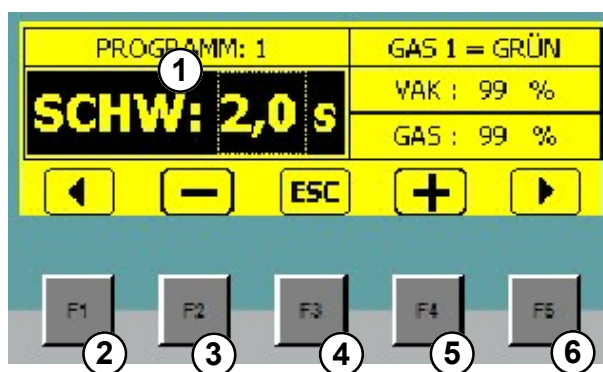 PROGRAMM: 1
GAS 1 = GRÜN
1
SCHW: 2,0 s
VAK : 99 %
GAS : 99 %
ESC
F1 F2 F3 F4 F5
2 3 4 5 6